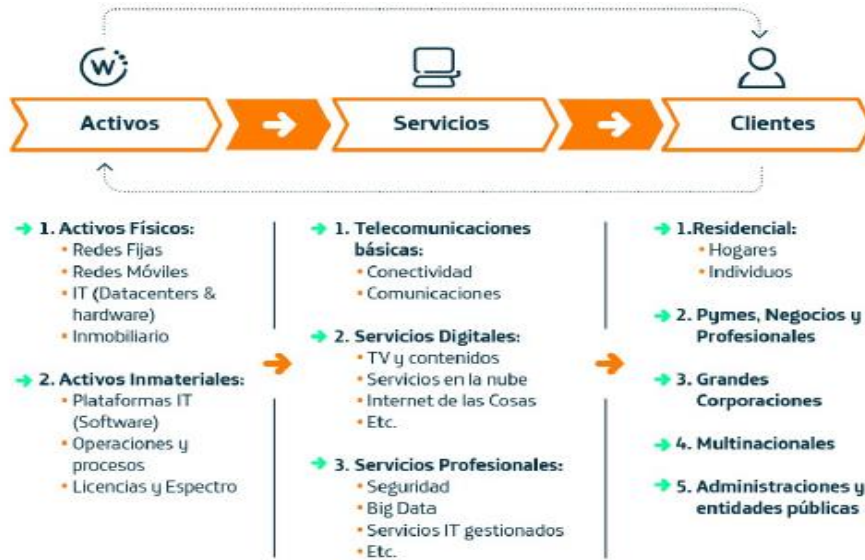 W
Activos
Servicios
Clientes
1. Activos Físicos:
• Redes Fijas
• Redes Móviles
• IT (Datacenters &
hardware)
• Inmobiliario
2. Activos Inmateriales:
• Plataformas IT
(Software)
• Operaciones y
procesos
• Licencias y Espectro
1. Telecomunicaciones
básicas:
• Conectividad
• Comunicaciones
2. Servicios Digitales:
• TV y contenidos
• Servicios en la nube
• Internet de las Cosas
• Etc.
3. Servicios Profesionales:
• Seguridad
• Big Data
• Servicios IT gestionados
• Etc.
1.Residencial:
• Hogares
• Individuos
2. Pymes, Negocios y
Profesionales
3. Grandes
Corporaciones
4. Multinacionales
5. Administraciones y
entidades públicas